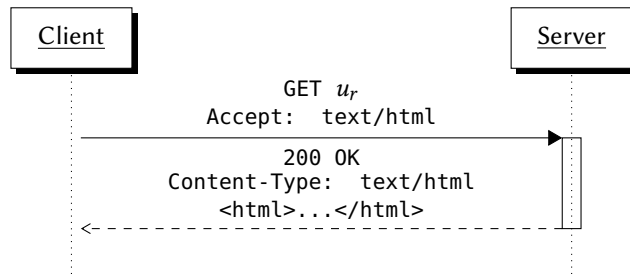 Client
Server
GET u_r
Accept: text/html
200 OK
Content-Type: text/html
<html>...</html>